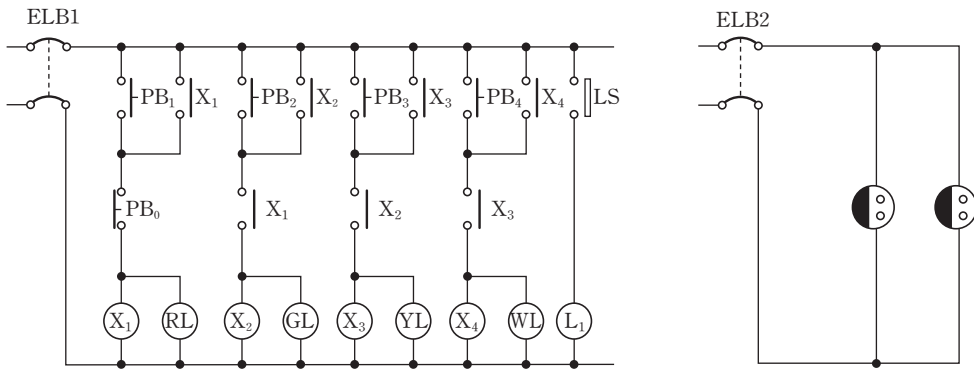 ELB1
ELB2
PB₁ X₁ PB₂ X₂ PB₃ X₃ PB₄ X₄ LS
PB₀ X₁ X₂ X₃
X₁ RL X₂ GL X₃ YL X₄ WL L₁